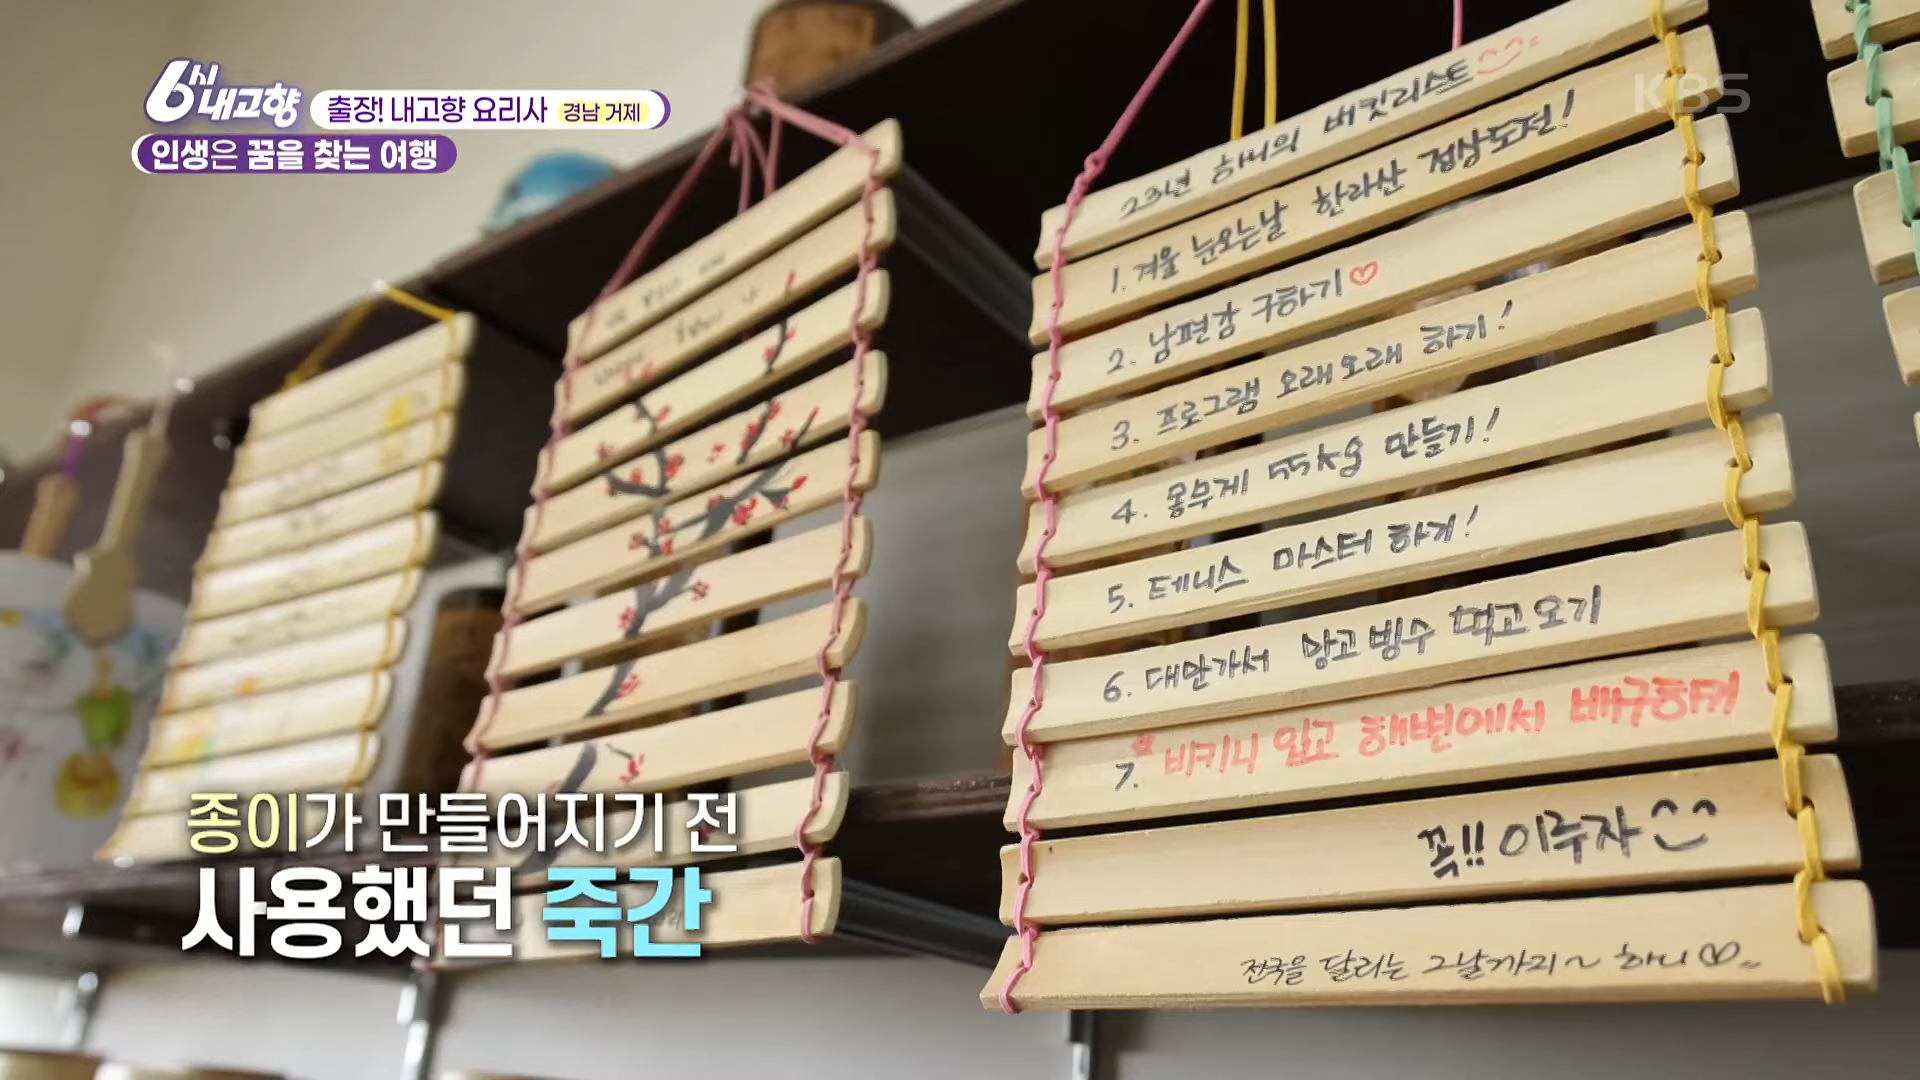 6시 내고향
출장! 내고향 요리사 경남 거제
인생은 꿈을 찾는 여행
KBS
23년 하니의 버킷리스트
1. 겨울 눈오는날 한라산 정상도전!
2. 남편감 구하기♡
3. 프로그램 오래오래 하기!
4. 몸무게 55kg 만들기!
5. 테니스 마스터 하기!
6. 대만가서 망고빙수 먹고오기
7. *비키니 입고 해변에서 배구하기
꼭!! 이루자^^
전국을 달리는 그날까지~ 하니♡~
종이가 만들어지기 전
사용했던 죽간